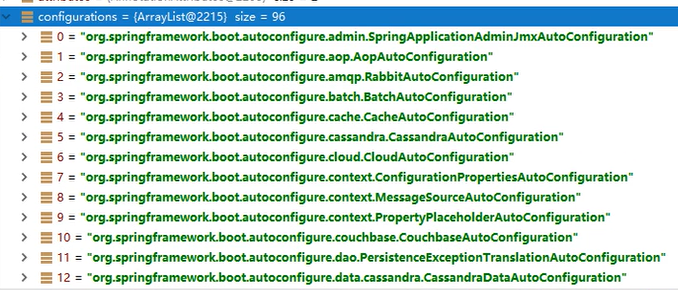 configurations = {ArrayList@2215} size = 96
0 = "org.springframework.boot.autoconfigure.admin.SpringApplicationAdminJmxAutoConfiguration"
1 = "org.springframework.boot.autoconfigure.aop.AopAutoConfiguration"
2 = "org.springframework.boot.autoconfigure.amqp.RabbitAutoConfiguration"
3 = "org.springframework.boot.autoconfigure.batch.BatchAutoConfiguration"
4 = "org.springframework.boot.autoconfigure.cache.CacheAutoConfiguration"
5 = "org.springframework.boot.autoconfigure.cassandra.CassandraAutoConfiguration"
6 = "org.springframework.boot.autoconfigure.cloud.CloudAutoConfiguration"
7 = "org.springframework.boot.autoconfigure.context.ConfigurationPropertiesAutoConfiguration"
8 = "org.springframework.boot.autoconfigure.context.MessageSourceAutoConfiguration"
9 = "org.springframework.boot.autoconfigure.context.PropertyPlaceholderAutoConfiguration"
10 = "org.springframework.boot.autoconfigure.couchbase.CouchbaseAutoConfiguration"
11 = "org.springframework.boot.autoconfigure.dao.PersistenceExceptionTranslationAutoConfiguration"
12 = "org.springframework.boot.autoconfigure.data.cassandra.CassandraDataAutoConfiguration"